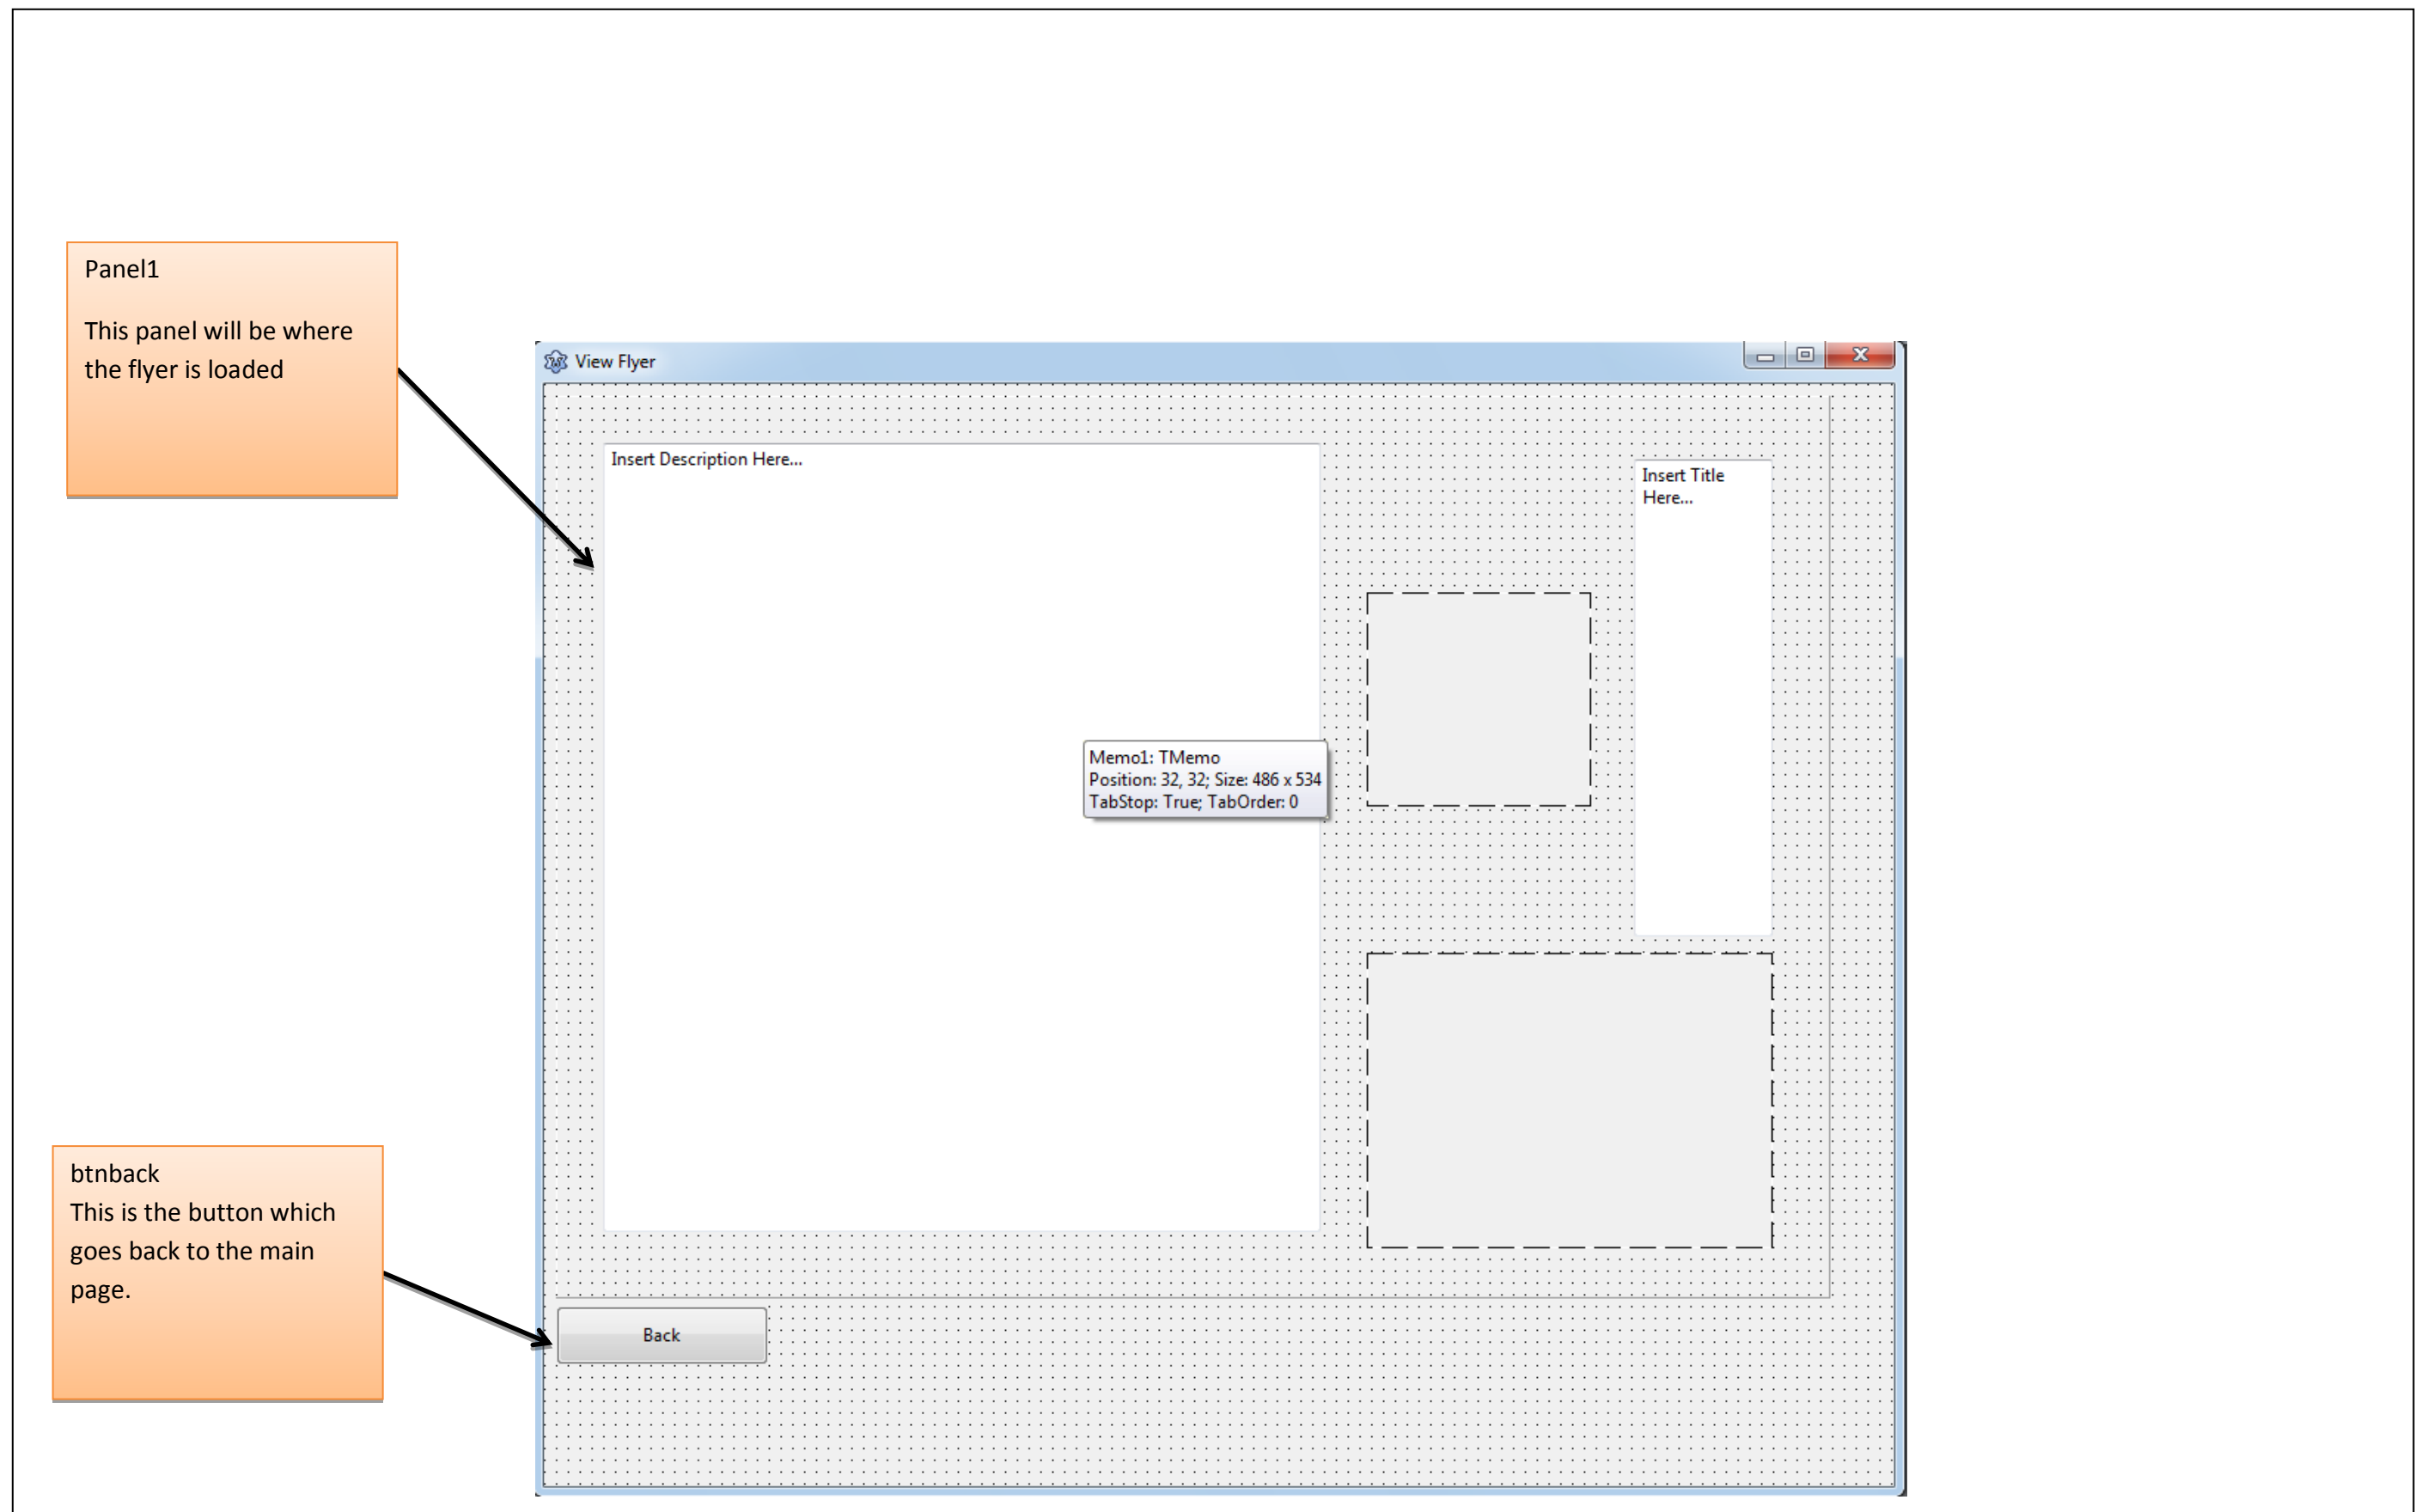 Panel1
This panel will be where
the flyer is loaded
View Flyer
Insert Description Here...
Insert Title
Here...
Memo1: TMemo
Position: 32, 32; Size: 486 x 534
TabStop: True; TabOrder: 0
btnback
This is the button which
goes back to the main
page.
Back